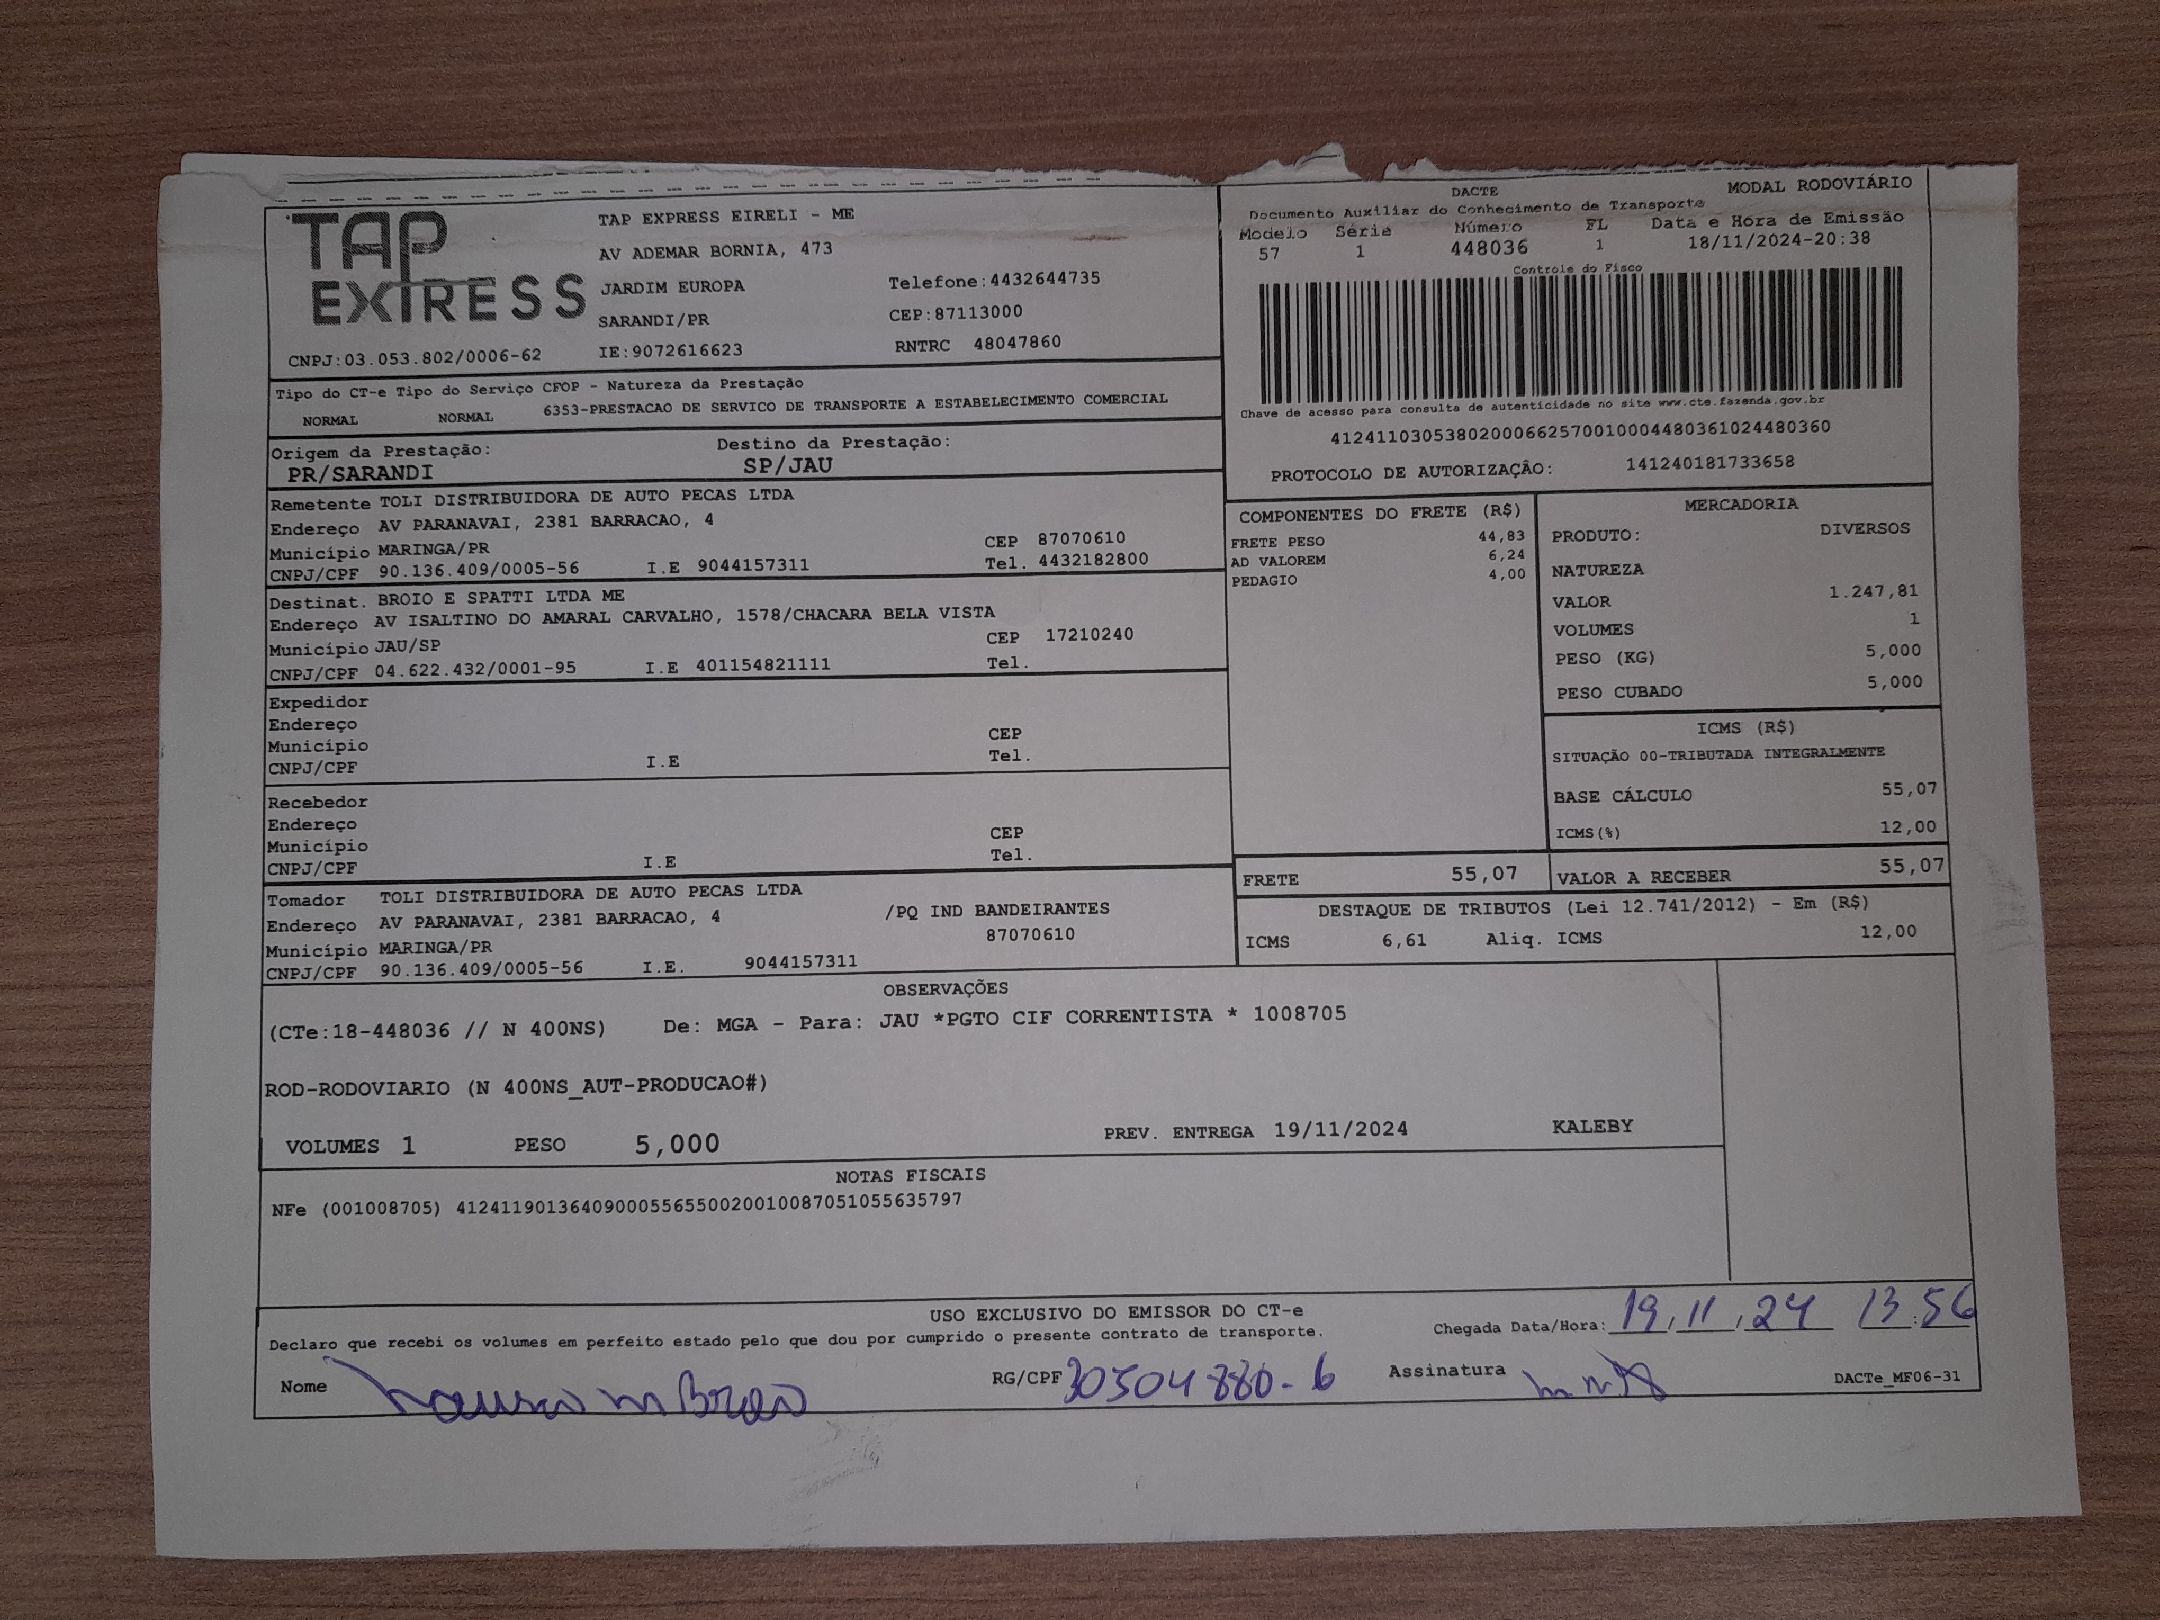 TAP
EXPRESS
CNPJ:03.053.802/0006-62
TAP EXPRESS EIRELI - ME
AV ADEMAR BORNIA, 473
JARDIM EUROPA Telefone:4432644735
SARANDI/PR CEP:87113000
IE:9072616623 RNTRC 48047860
DACTE MODAL RODOVIÁRIO
Documento Auxiliar do Conhecimento de Transporte
Modelo Série Número FL Data e Hora de Emissão
57 1 448036 1 18/11/2024-20:38
Controle do Fisco
Chave de acesso para consulta de autenticidade no site www.cte.fazenda.gov.br
41241103053802000662570010004480361024480360
PROTOCOLO DE AUTORIZAÇÃO: 141240181733658
Tipo do CT-e Tipo do Serviço CFOP - Natureza da Prestação
NORMAL NORMAL 6353-PRESTACAO DE SERVICO DE TRANSPORTE A ESTABELECIMENTO COMERCIAL
Origem da Prestação: Destino da Prestação:
PR/SARANDI SP/JAU
Remetente TOLI DISTRIBUIDORA DE AUTO PECAS LTDA
Endereço AV PARANAVAI, 2381 BARRACAO, 4
Município MARINGA/PR CEP 87070610
CNPJ/CPF 90.136.409/0005-56 I.E 9044157311 Tel. 4432182800
Destinat. BROIO E SPATTI LTDA ME
Endereço AV ISALTINO DO AMARAL CARVALHO, 1578/CHACARA BELA VISTA
Município JAU/SP CEP 17210240
CNPJ/CPF 04.622.432/0001-95 I.E 401154821111 Tel.
Expedidor
Endereço
Município CEP
CNPJ/CPF I.E Tel.
Recebedor
Endereço
Município CEP
CNPJ/CPF I.E Tel.
Tomador TOLI DISTRIBUIDORA DE AUTO PECAS LTDA
Endereço AV PARANAVAI, 2381 BARRACAO, 4 /PQ IND BANDEIRANTES
Município MARINGA/PR 87070610
CNPJ/CPF 90.136.409/0005-56 I.E. 9044157311
COMPONENTES DO FRETE (R$)
FRETE PESO 44,83
AD VALOREM 6,24
PEDAGIO 4,00
MERCADORIA
PRODUTO: DIVERSOS
NATUREZA
VALOR 1.247,81
VOLUMES 1
PESO (KG) 5,000
PESO CUBADO 5,000
ICMS (R$)
SITUAÇÃO 00-TRIBUTADA INTEGRALMENTE
BASE CÁLCULO 55,07
ICMS(%) 12,00
FRETE 55,07 VALOR A RECEBER 55,07
DESTAQUE DE TRIBUTOS (Lei 12.741/2012) - Em (R$)
ICMS 6,61 Aliq. ICMS 12,00
OBSERVAÇÕES
(CTe:18-448036 // N 400NS) De: MGA - Para: JAU *PGTO CIF CORRENTISTA * 1008705
ROD-RODOVIARIO (N 400NS_AUT-PRODUCAO#)
VOLUMES 1 PESO 5,000 PREV. ENTREGA 19/11/2024 KALEBY
NOTAS FISCAIS
NFe (001008705) 41241190136409000556550020010087051055635797
USO EXCLUSIVO DO EMISSOR DO CT-e
Declaro que recebi os volumes em perfeito estado pelo que dou por cumprido o presente contrato de transporte. Chegada Data/Hora: 19.11.24 13:56
Nome RG/CPF 30504880-6 Assinatura DACTe_MF06-31